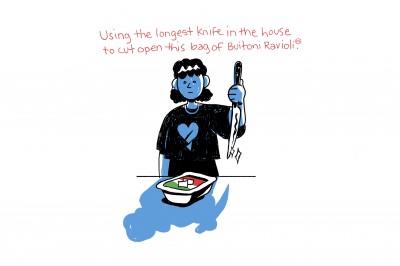 Using the longest knife in the house
to cut open this bag of Buitoni Ravioli.®